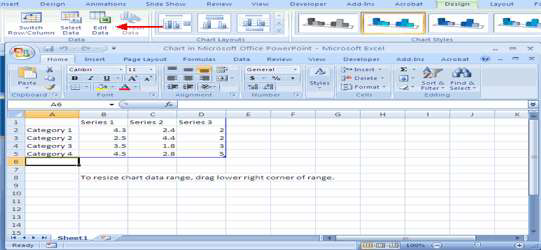 nsert Design Animations Slide Show Review View Developer Add-Ins Acrobat Design Layout Fo
Switch Row/Column Select Data Edit Data Data
Data Chart Layouts Chart Styles
Chart in Microsoft Office PowerPoint - Microsoft Excel
Home Insert Page Layout Formulas Data Review View Developer Add-Ins Acrobat
Paste Calibri 11 Styles Insert Delete Format Sort & Filter Find & Select
Clipboard Font Alignment Number Cells Editing
A6 fx
A B C D E F G H I J K
1 Series 1 Series 2 Series 3
2 Category 1 4.3 2.4 2
3 Category 2 2.5 4.4 2
4 Category 3 3.5 1.8 3
5 Category 4 4.5 2.8 5
6
7
8 To resize chart data range, drag lower right corner of range.
9
10
11
12
13
14
15
Sheet1
Ready 100%